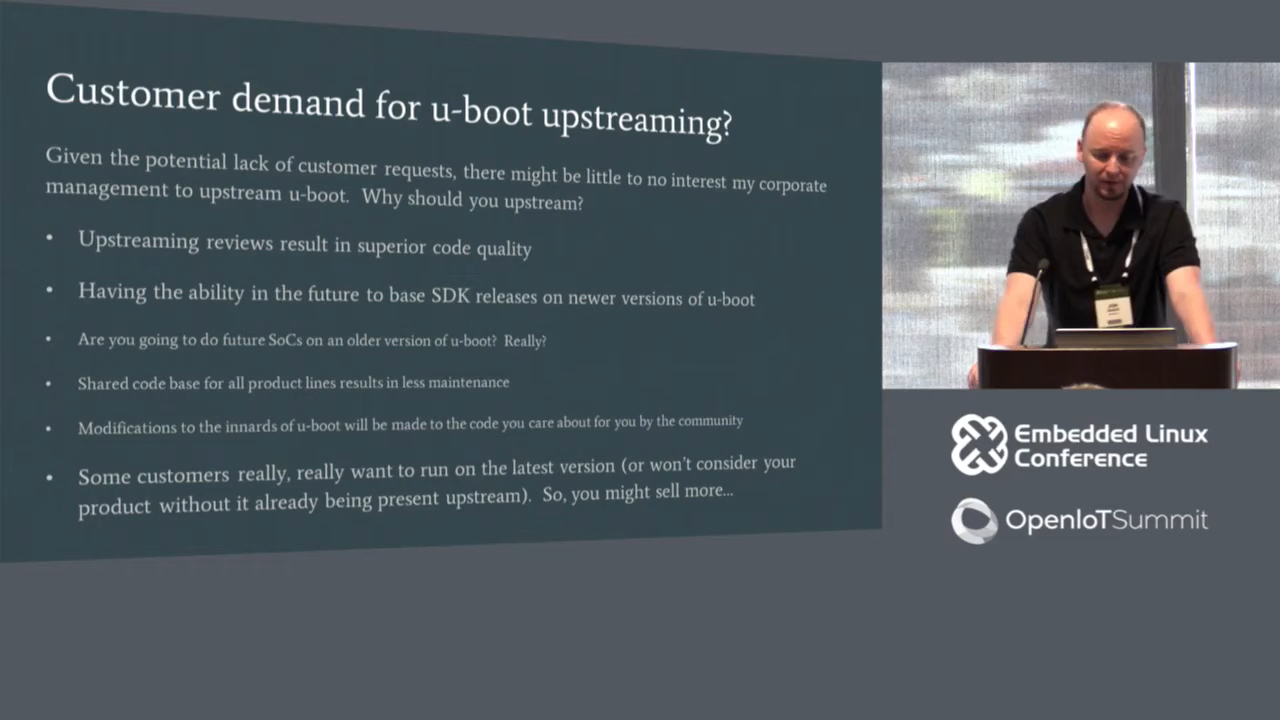 Customer demand for u-boot upstreaming?
Given the potential lack of customer requests, there might be little to no interest my corporate
management to upstream u-boot. Why should you upstream?
• Upstreaming reviews result in superior code quality
• Having the ability in the future to base SDK releases on newer versions of u-boot
• Are you going to do future SoCs on an older version of u-boot? Really?
• Shared code base for all product lines results in less maintenance
• Modifications to the innards of u-boot will be made to the code you care about for you by the community
• Some customers really, really want to run on the latest version (or won't consider your
product without it already being present upstream). So, you might sell more...
Embedded Linux
Conference
OpenIoTSummit